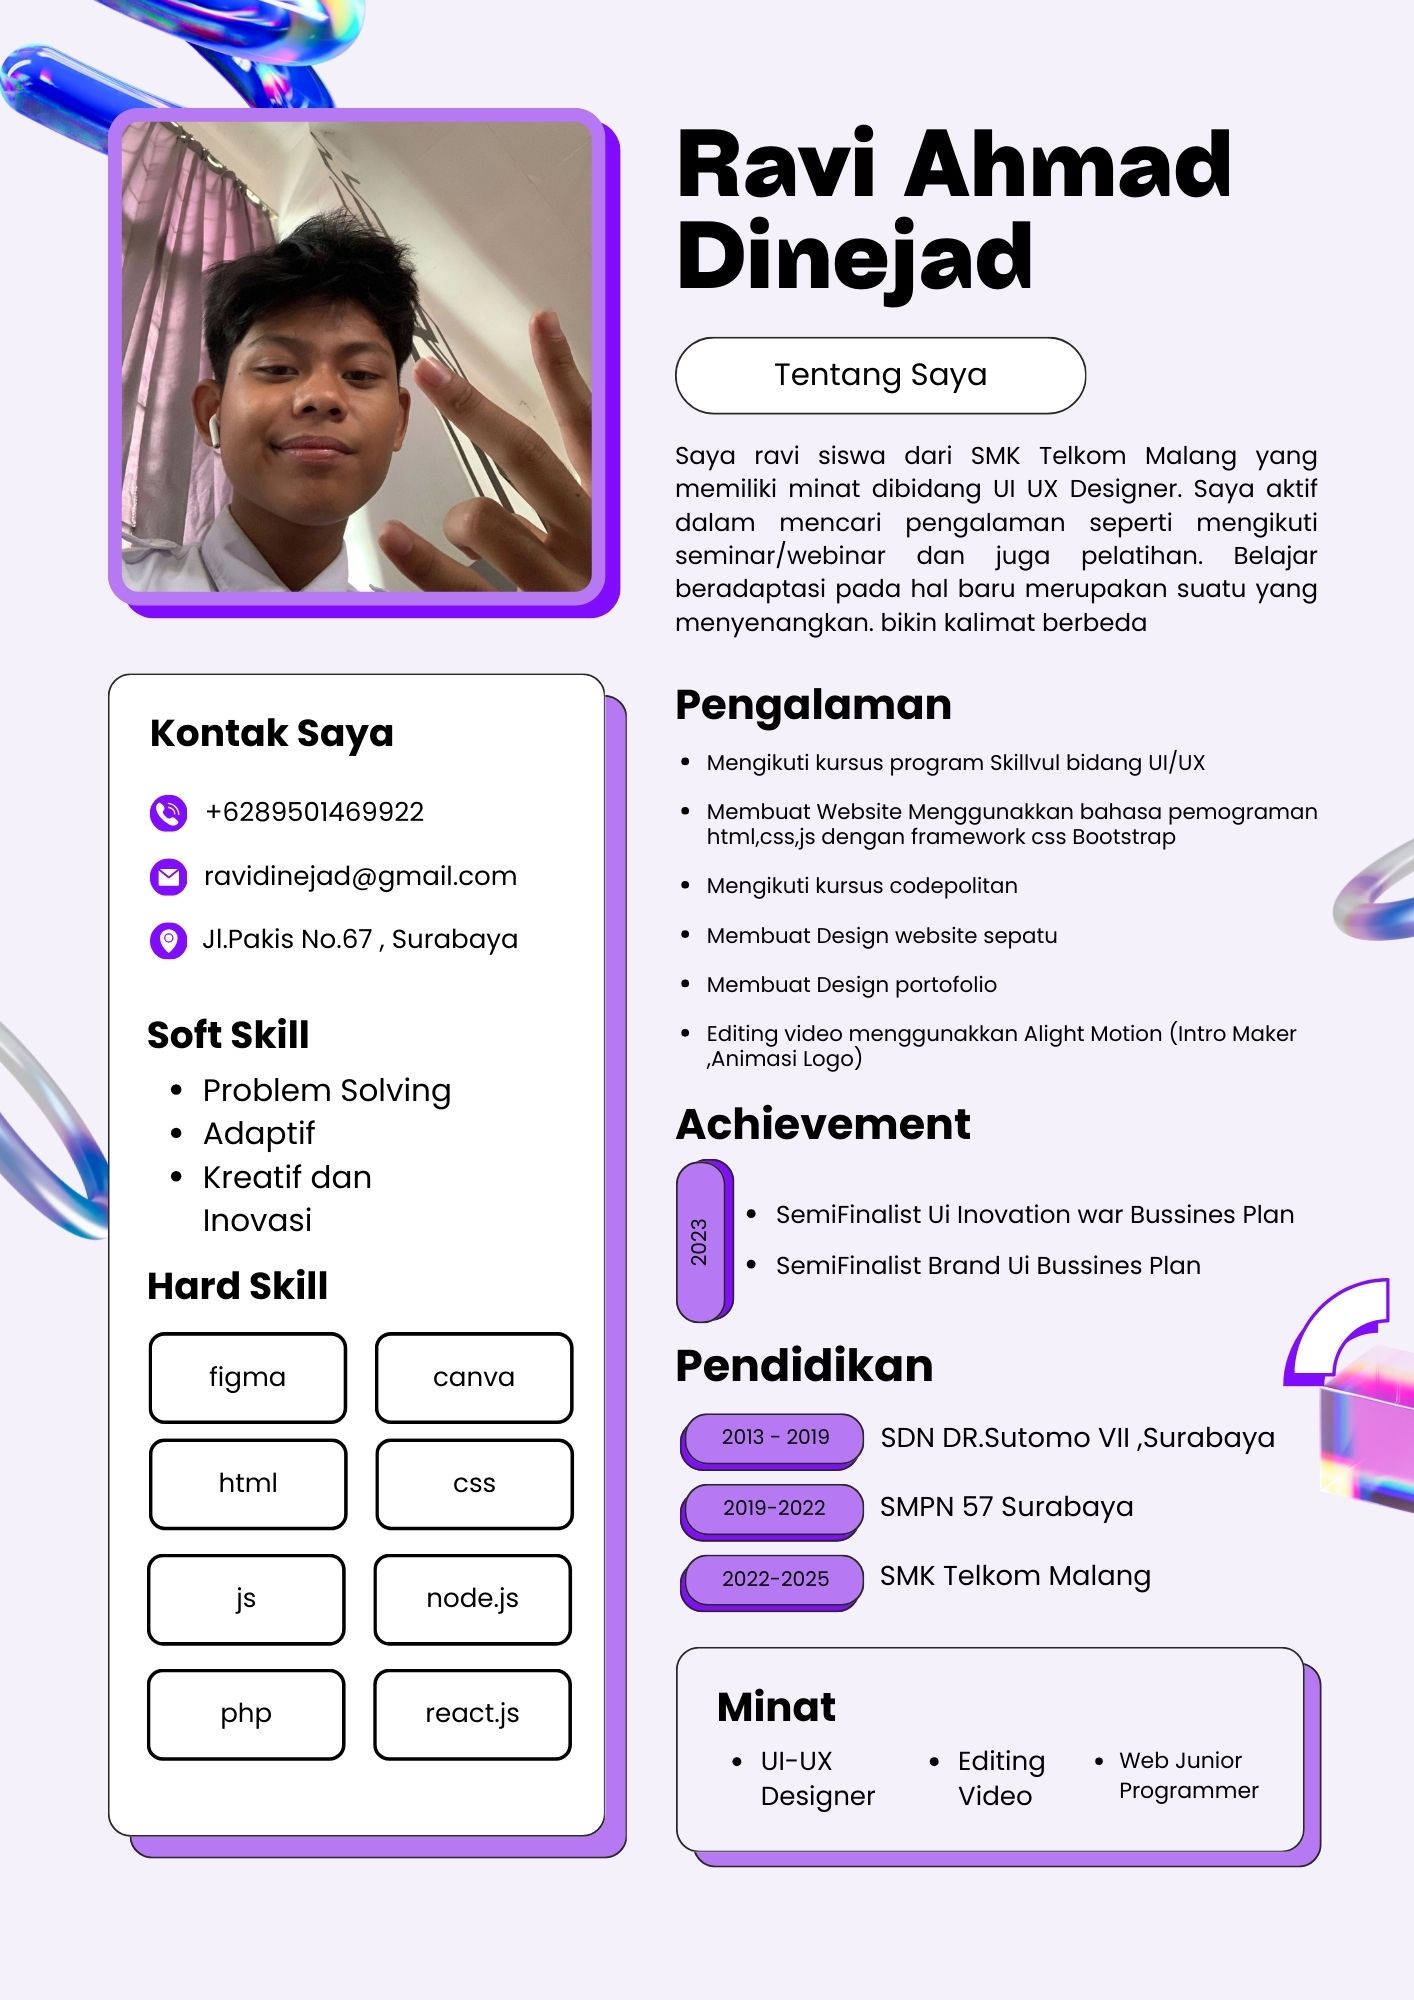 Ravi Ahmad
Dinejad
Tentang Saya
Saya ravi siswa dari SMK Telkom Malang yang
memiliki minat dibidang UI UX Designer. Saya aktif
dalam mencari pengalaman seperti mengikuti
seminar/webinar dan juga pelatihan. Belajar
beradaptasi pada hal baru merupakan suatu yang
menyenangkan. bikin kalimat berbeda
Kontak Saya
+6289501469922
ravidinejad@gmail.com
Jl.Pakis No.67 , Surabaya
Soft Skill
• Problem Solving
• Adaptif
• Kreatif dan
Inovasi
Hard Skill
figma
canva
html
css
js
node.js
php
react.js
Pengalaman
• Mengikuti kursus program Skillvul bidang UI/UX
• Membuat Website Menggunakkan bahasa pemograman
html,css,js dengan framework css Bootstrap
• Mengikuti kursus codepolitan
• Membuat Design website sepatu
• Membuat Design portofolio
• Editing video menggunakkan Alight Motion (Intro Maker
,Animasi Logo)
Achievement
2023
• SemiFinalist Ui Inovation war Bussines Plan
• SemiFinalist Brand Ui Bussines Plan
Pendidikan
2013 - 2019
SDN DR.Sutomo VII ,Surabaya
2019-2022
SMPN 57 Surabaya
2022-2025
SMK Telkom Malang
Minat
• UI-UX
Designer
• Editing
Video
• Web Junior
Programmer